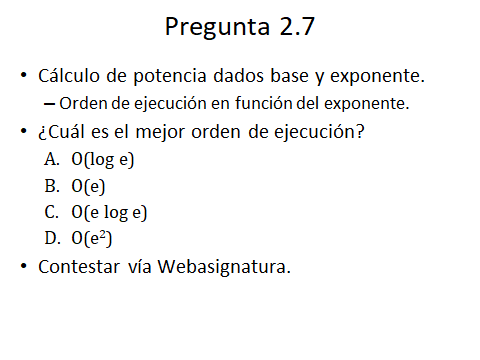 Pregunta 2.7
• Cálculo de potencia dados base y exponente.
– Orden de ejecución en función del exponente.
• ¿Cuál es el mejor orden de ejecución?
A. O(log e)
B. O(e)
C. O(e log e)
D. O(e²)
• Contestar vía Webasignatura.